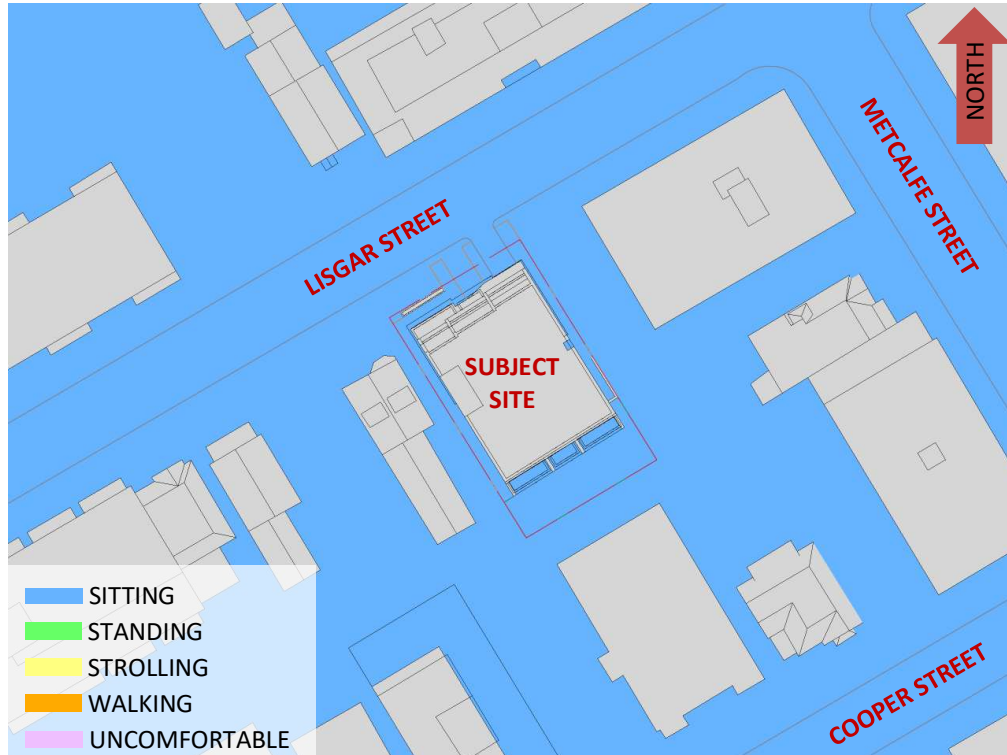 NORTH
METCALFE STREET
LISGAR STREET
SUBJECT
SITE
SITTING
STANDING
STROLLING
WALKING
UNCOMFORTABLE
COOPER STREET